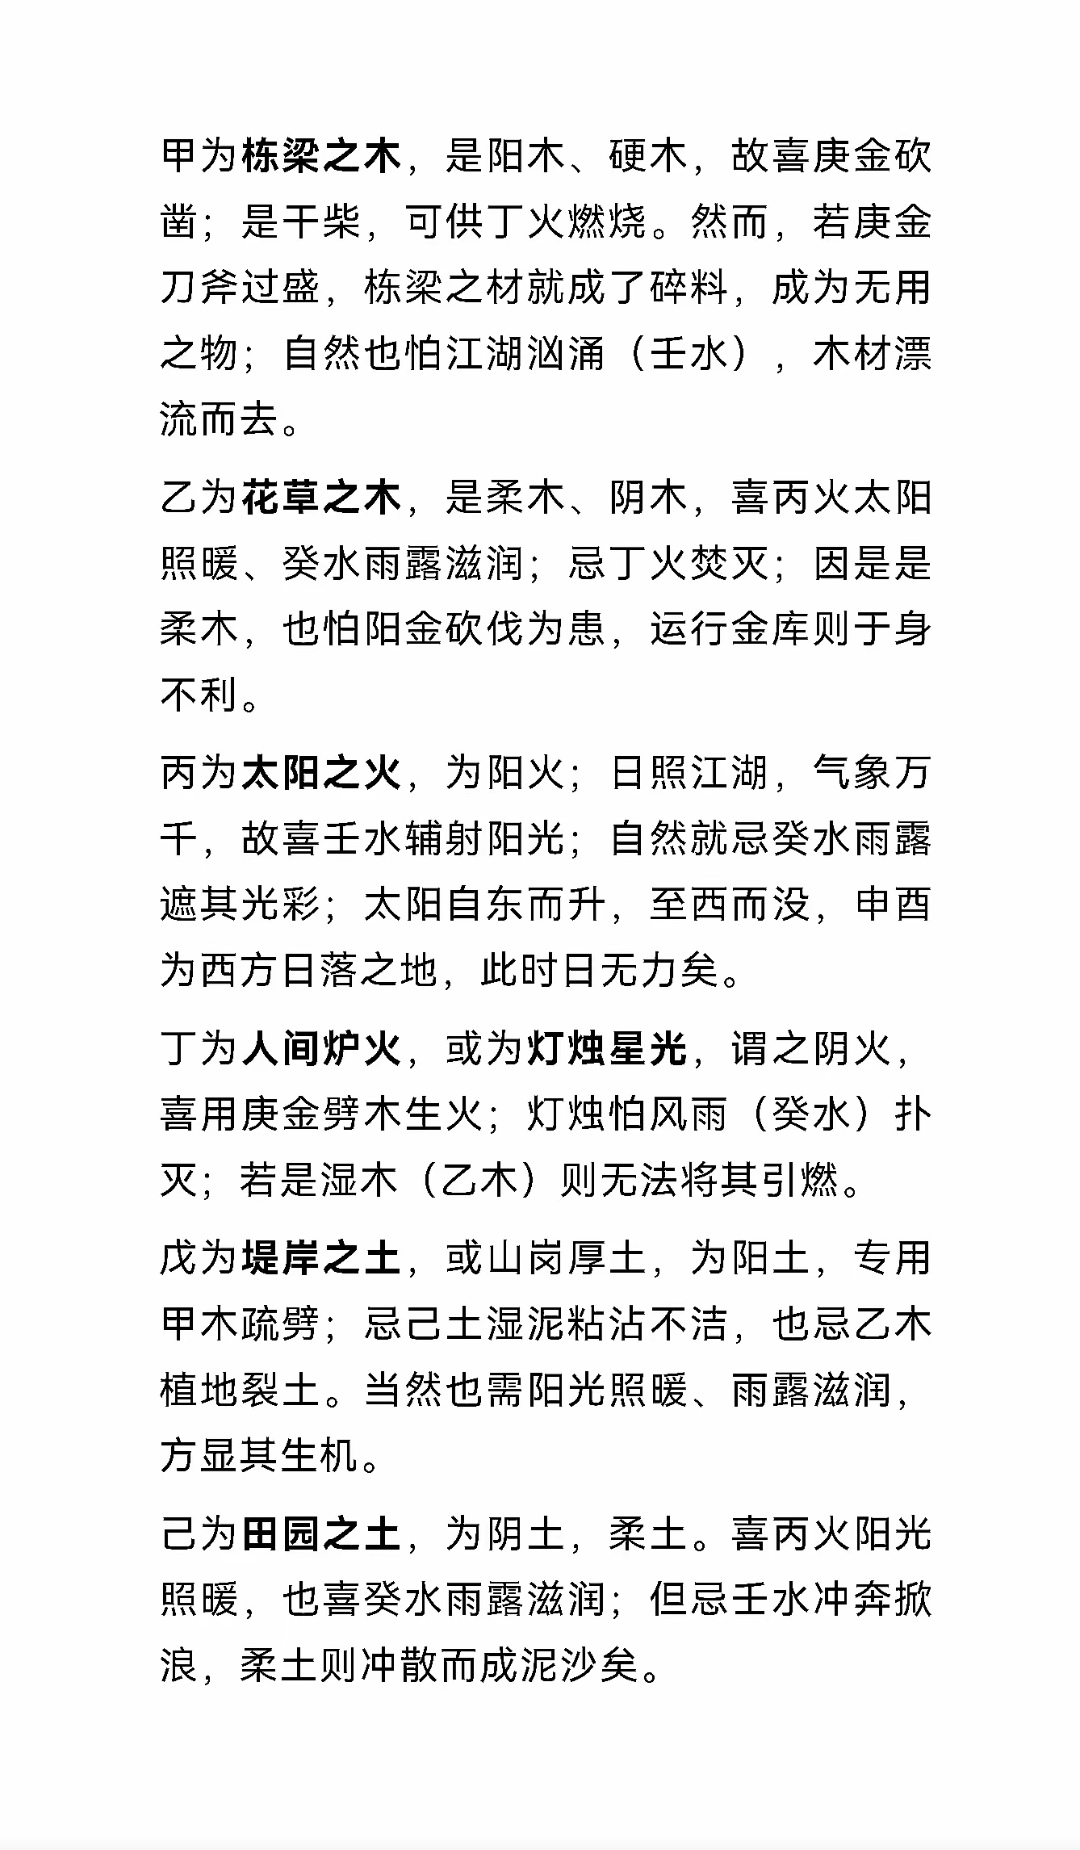 甲为栋梁之木，是阳木、硬木，故喜庚金砍
凿；是干柴，可供丁火燃烧。然而，若庚金
刀斧过盛，栋梁之材就成了碎料，成为无用
之物；自然也怕江湖汹涌（壬水），木材漂
流而去。
乙为花草之木，是柔木、阴木，喜丙火太阳
照暖、癸水雨露滋润；忌丁火焚灭；因是是
柔木，也怕阳金砍伐为患，运行金库则于身
不利。
丙为太阳之火，为阳火；日照江湖，气象万
千，故喜壬水辅射阳光；自然就忌癸水雨露
遮其光彩；太阳自东而升，至西而没，申酉
为西方日落之地，此时日无力矣。
丁为人间炉火，或为灯烛星光，谓之阴火，
喜用庚金劈木生火；灯烛怕风雨（癸水）扑
灭；若是湿木（乙木）则无法将其引燃。
戊为堤岸之土，或山岗厚土，为阳土，专用
甲木疏劈；忌己土湿泥粘沾不洁，也忌乙木
植地裂土。当然也需阳光照暖、雨露滋润，
方显其生机。
己为田园之土，为阴土，柔土。喜丙火阳光
照暖，也喜癸水雨露滋润；但忌壬水冲奔掀
浪，柔土则冲散而成泥沙矣。